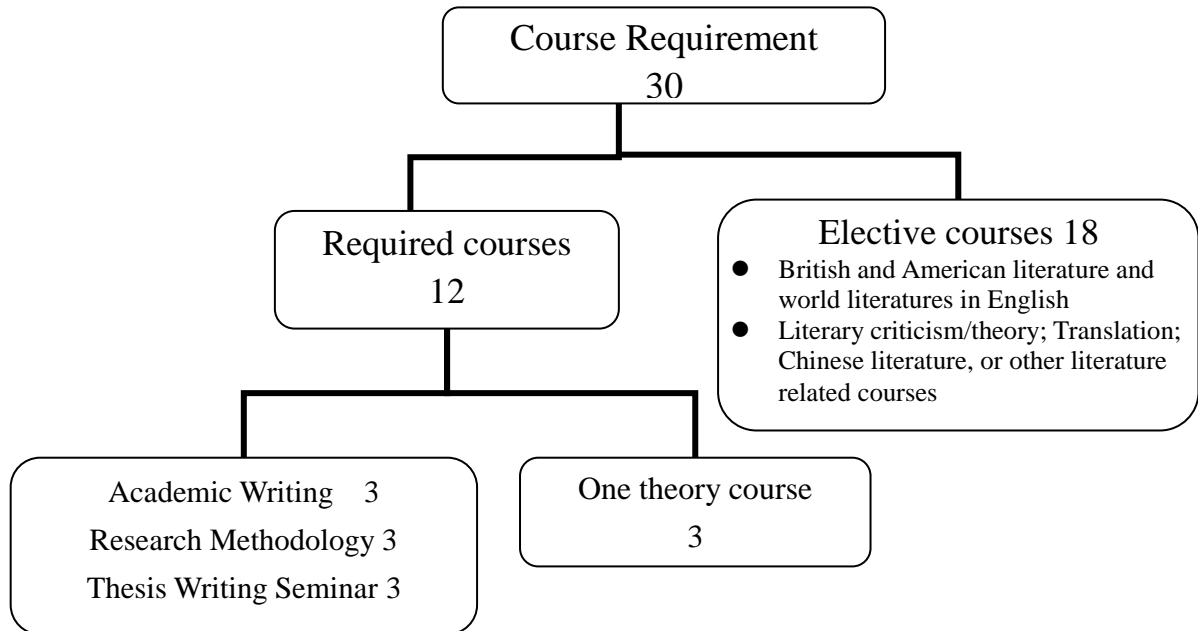 Course Requirement
30
Required courses
12
Elective courses 18
● British and American literature and
world literatures in English
● Literary criticism/theory; Translation;
Chinese literature, or other literature
related courses
Academic Writing 3
Research Methodology 3
Thesis Writing Seminar 3
One theory course
3